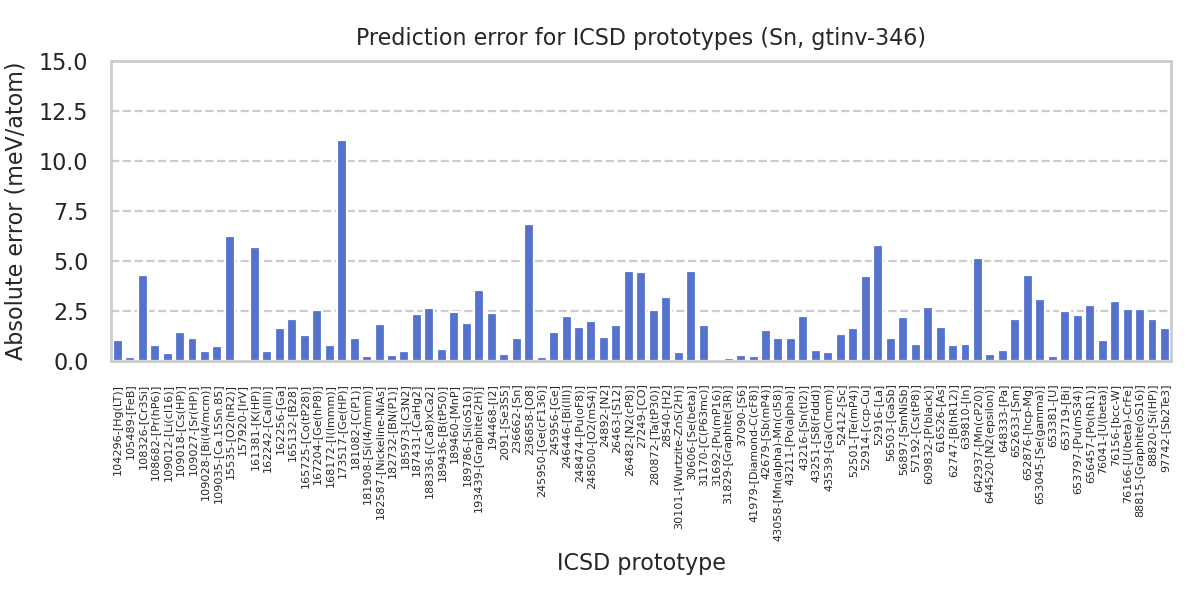 Prediction error for ICSD prototypes (Sn, gtinv-346)
Absolute error (meV/atom)
15.0
12.5
10.0
7.5
5.0
2.5
0.0
104296-[Hg(LT)]
105489-[FeB]
108326-[Cr3Si]
108682-[Pr(hP6)]
109012-[Li(cI16)]
109018-[Cs(HP)]
109027-[Sr(HP)]
109028-[Bi(I4/mcm)]
109035-[Ca.15Sn.85]
15535-[O2(hR2)]
157920-[IrV]
161381-[K(HP)]
162242-[Ca(III)]
162256-[Ga]
165132-[B28]
165725-[Co(tP28)]
167204-[Ge(hP8)]
168172-[I(Immm)]
173517-[Ge(HP)]
181082-[C(P1)]
181908-[Si(I4/mmm)]
182587-[Nickeline-NiAs]
182732-[BN(P1)]
185973-[C3N2]
187431-[CaHg2]
188336-[(Ca8)xCa2]
189436-[B(tP50)]
189460-[MnP]
189786-[Si(oS16)]
193439-[Graphite(2H)]
194468-[I2]
2091-[Se3S5]
236662-[Sn]
236858-[O8]
245950-[Ge(cF136)]
245956-[Ge]
246446-[Bi(III)]
248474-[Pu(oF8)]
248500-[O2(mS4)]
24892-[N2]
26463-[S12]
26482-[N2(cP8)]
27249-[CO]
280872-[Ta(tP30)]
28540-[H2]
30101-[Wurtzite-ZnS(2H)]
30606-[Se(beta)]
31170-[C(P63mc)]
31692-[Pu(mP16)]
31829-[Graphite(3R)]
37090-[S6]
41979-[Diamond-C(cF8)]
42679-[Sb(mP4)]
43058-[Mn(alpha)-Mn(cI58)]
43211-[Po(alpha)]
43216-[Sn(tI2)]
43251-[S8(Fddd)]
43539-[Ga(Cmcm)]
52412-[Sc]
52501-[Te(mP4)]
52914-[ccp-Cu]
52916-[La]
56503-[GaSb]
56897-[SmNiSb]
57192-[Cs(tP8)]
609832-[P(black)]
616526-[As]
62747-[B(hR12)]
639810-[In]
642937-[Mn(cP20)]
644520-[N2(epsilon)]
648333-[Pa]
652633-[Sm]
652876-[hcp-Mg]
653045-[Se(gamma)]
653381-[U]
653719-[Bi]
653797-[Pu(mS34)]
656457-[Po(hR1)]
76041-[U(beta)]
76156-[bcc-W]
76166-[U(beta)-CrFe]
88815-[Graphite(oS16)]
88820-[Si(HP)]
97742-[Sb2Te3]
ICSD prototype